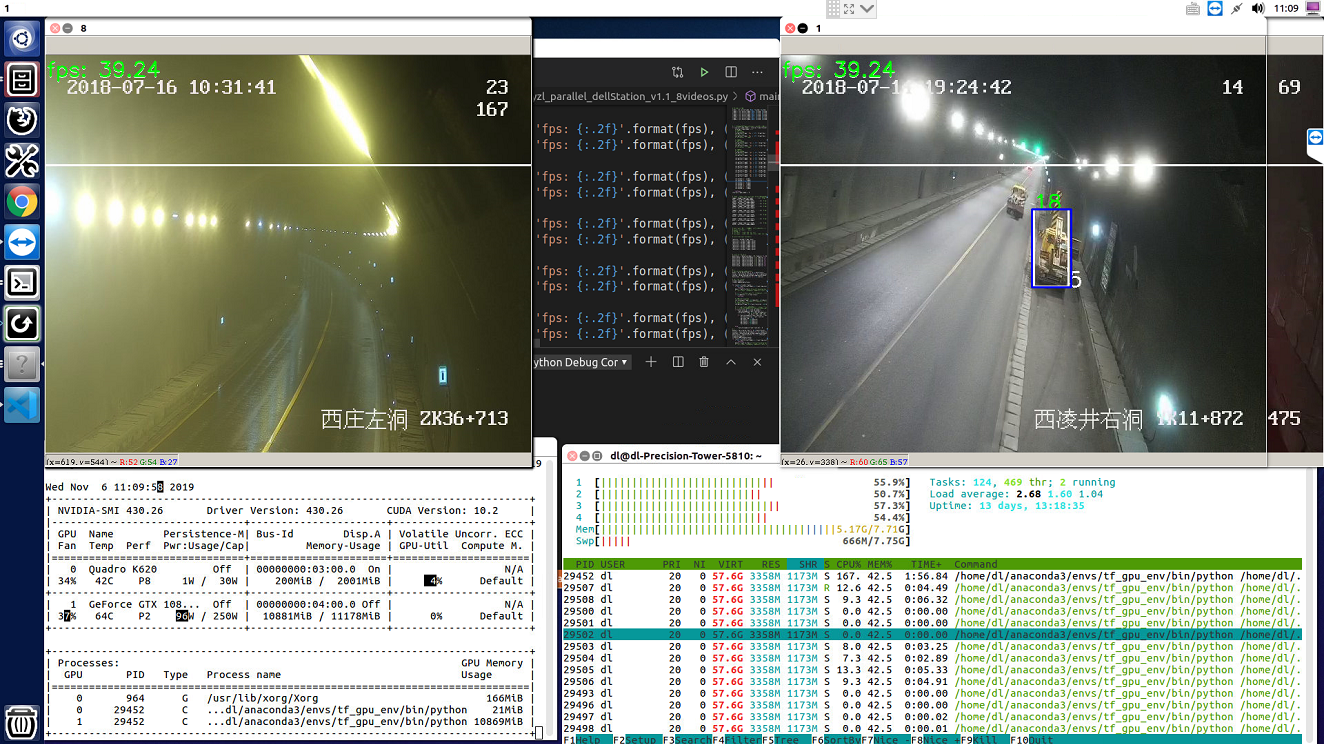 1
11:09
8
fps: 39.24
2018-07-16 10:31:41
23
167
西庄左洞 ZK36+713
(x=619,y=544) ~ R:52 G:54 B:27
yzl_parallel_dellStation_v1.1_8videos.py
'fps: {:.2f}'.format(fps), (
'fps: {:.2f}'.format(fps), (
'fps: {:.2f}'.format(fps), (
'fps: {:.2f}'.format(fps), (
'fps: {:.2f}'.format(fps), (
'fps: {:.2f}'.format(fps), (
'fps: {:.2f}'.format(fps), (
'fps: {:.2f}'.format(fps), (
'fps: {:.2f}'.format(fps), (
'fps: {:.2f}'.format(fps), (
ython Debug Cor
1
fps: 39.24
19:24:42
14
69
18
5
西凌井右洞
475
(x=26,y=338) ~ R:60 G:65 B:57
Wed Nov  6 11:09:58 2019
NVIDIA-SMI 430.26 Driver Version: 430.26 CUDA Version: 10.2
GPU Name Persistence-M| Bus-Id Disp.A | Volatile Uncorr. ECC
Fan Temp Perf Pwr:Usage/Cap| Memory-Usage | GPU-Util Compute M.
0 Quadro K620 Off | 00000000:03:00.0 On | N/A
34% 42C P8 1W / 30W | 200MiB / 2001MiB | 4% Default
1 GeForce GTX 108... Off | 00000000:04:00.0 Off | N/A
37% 64C P2 96W / 250W | 10881MiB / 11178MiB | 0% Default
Processes: GPU Memory
GPU PID Type Process name Usage
0 964 G /usr/lib/xorg/Xorg 166MiB
0 29452 C ...dl/anaconda3/envs/tf_gpu_env/bin/python 21MiB
1 29452 C ...dl/anaconda3/envs/tf_gpu_env/bin/python 10869MiB
dl@dl-Precision-Tower-5810: ~
1 [ 55.9%] Tasks: 124, 469 thr; 2 running
2 [ 50.7%] Load average: 2.68 1.60 1.04
3 [ 57.3%] Uptime: 13 days, 13:18:35
4 [ 54.4%]
Mem[ 5.17G/7.71G]
Swp[ 666M/7.75G]
PID USER PRI NI VIRT RES SHR S CPU% MEM% TIME+ Command
29452 dl 20 0 57.6G 3358M 1173M S 167. 42.5 1:56.84 /home/dl/anaconda3/envs/tf_gpu_env/bin/python /home/dl/.
29507 dl 20 0 57.6G 3358M 1173M R 12.6 42.5 0:04.49 /home/dl/anaconda3/envs/tf_gpu_env/bin/python /home/dl/.
29508 dl 20 0 57.6G 3358M 1173M S 9.3 42.5 0:06.32 /home/dl/anaconda3/envs/tf_gpu_env/bin/python /home/dl/.
29500 dl 20 0 57.6G 3358M 1173M S 0.0 42.5 0:00.00 /home/dl/anaconda3/envs/tf_gpu_env/bin/python /home/dl/.
29501 dl 20 0 57.6G 3358M 1173M S 0.0 42.5 0:00.00 /home/dl/anaconda3/envs/tf_gpu_env/bin/python /home/dl/.
29502 dl 20 0 57.6G 3358M 1173M S 0.0 42.5 0:00.00 /home/dl/anaconda3/envs/tf_gpu_env/bin/python /home/dl/.
29503 dl 20 0 57.6G 3358M 1173M S 8.0 42.5 0:03.25 /home/dl/anaconda3/envs/tf_gpu_env/bin/python /home/dl/.
29504 dl 20 0 57.6G 3358M 1173M S 7.3 42.5 0:02.89 /home/dl/anaconda3/envs/tf_gpu_env/bin/python /home/dl/.
29505 dl 20 0 57.6G 3358M 1173M S 13.3 42.5 0:05.33 /home/dl/anaconda3/envs/tf_gpu_env/bin/python /home/dl/.
29506 dl 20 0 57.6G 3358M 1173M S 9.3 42.5 0:04.91 /home/dl/anaconda3/envs/tf_gpu_env/bin/python /home/dl/.
29493 dl 20 0 57.6G 3358M 1173M S 0.0 42.5 0:00.00 /home/dl/anaconda3/envs/tf_gpu_env/bin/python /home/dl/.
29496 dl 20 0 57.6G 3358M 1173M S 0.0 42.5 0:00.00 /home/dl/anaconda3/envs/tf_gpu_env/bin/python /home/dl/.
29497 dl 20 0 57.6G 3358M 1173M S 0.0 42.5 0:00.02 /home/dl/anaconda3/envs/tf_gpu_env/bin/python /home/dl/.
29498 dl 20 0 57.6G 3358M 1173M S 0.0 42.5 0:00.01 /home/dl/anaconda3/envs/tf_gpu_env/bin/python /home/dl/.
F1Help F2Setup F3SearchF4FilterF5Tree F6SortByF7Nice -F8Nice +F9Kill F10Quit